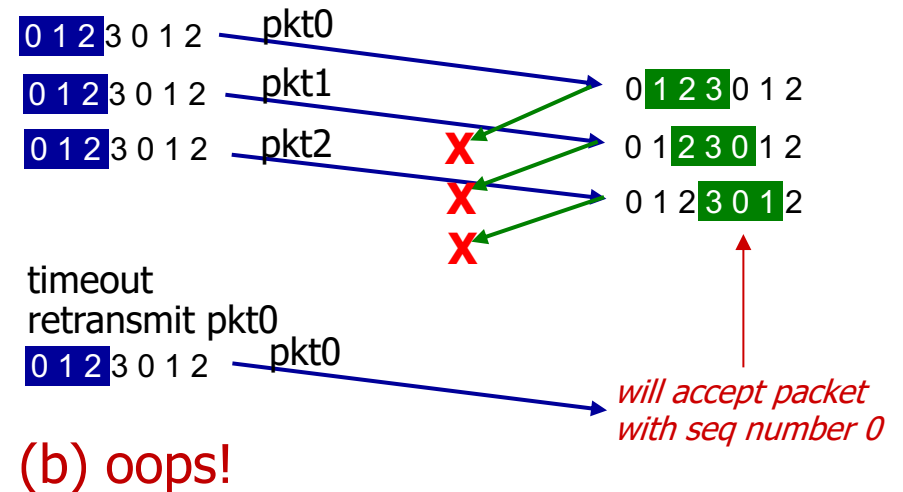 0 1 2 3 0 1 2 pkt0
0 1 2 3 0 1 2
0 1 2 3 0 1 2 pkt1
X 0 1 2 3 0 1 2
0 1 2 3 0 1 2 pkt2
X 0 1 2 3 0 1 2
X
timeout
retransmit pkt0
0 1 2 3 0 1 2 pkt0
will accept packet
with seq number 0
(b) oops!